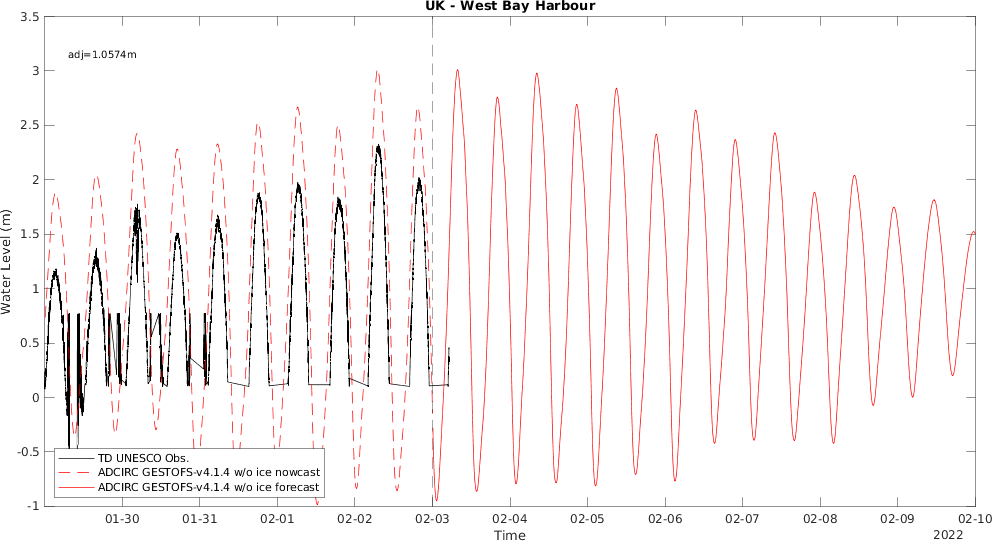 UK - West Bay Harbour
adj=1.0574m
3.5
3
2.5
2
1.5
1
0.5
0
-0.5
-1
Water Level (m)
TD UNESCO Obs.
ADCIRC GESTOFS-v4.1.4 w/o ice nowcast
ADCIRC GESTOFS-v4.1.4 w/o ice forecast
01-30 01-31 02-01 02-02 02-03 02-04 02-05 02-06 02-07 02-08 02-09 02-10
Time
2022